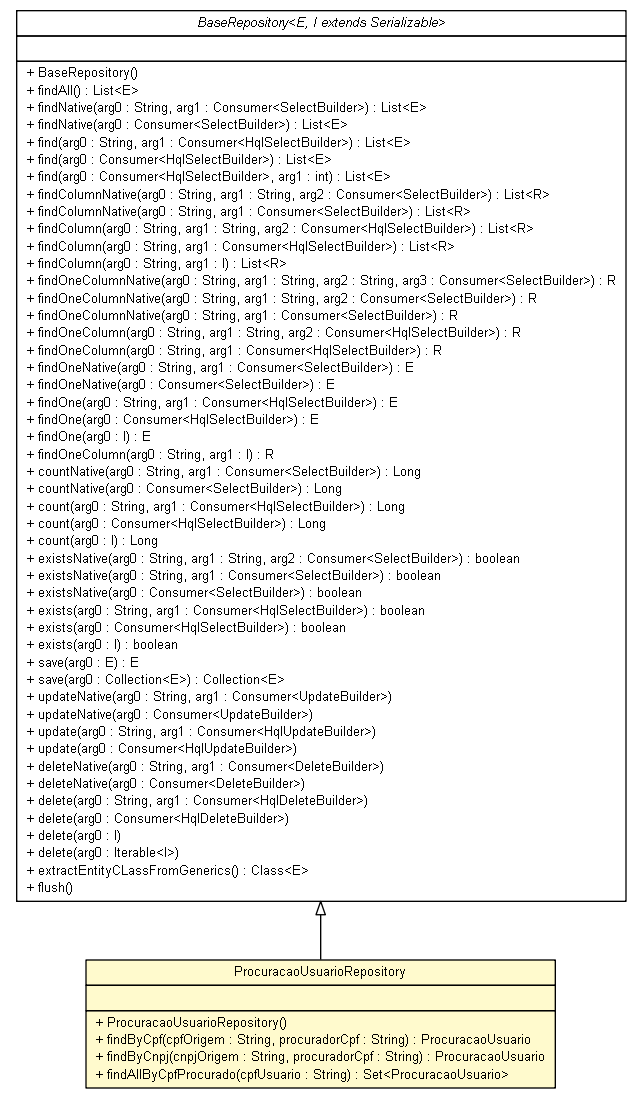 BaseRepository<E, I extends Serializable>
+ BaseRepository()
+ findAll() : List<E>
+ findNative(arg0 : String, arg1 : Consumer<SelectBuilder>) : List<E>
+ findNative(arg0 : Consumer<SelectBuilder>) : List<E>
+ find(arg0 : String, arg1 : Consumer<HqlSelectBuilder>) : List<E>
+ find(arg0 : Consumer<HqlSelectBuilder>) : List<E>
+ find(arg0 : Consumer<HqlSelectBuilder>, arg1 : int) : List<E>
+ findColumnNative(arg0 : String, arg1 : String, arg2 : Consumer<SelectBuilder>) : List<R>
+ findColumnNative(arg0 : String, arg1 : Consumer<SelectBuilder>) : List<R>
+ findColumn(arg0 : String, arg1 : String, arg2 : Consumer<HqlSelectBuilder>) : List<R>
+ findColumn(arg0 : String, arg1 : Consumer<HqlSelectBuilder>) : List<R>
+ findColumn(arg0 : String, arg1 : I) : List<R>
+ findOneColumnNative(arg0 : String, arg1 : String, arg2 : String, arg3 : Consumer<SelectBuilder>) : R
+ findOneColumnNative(arg0 : String, arg1 : String, arg2 : Consumer<SelectBuilder>) : R
+ findOneColumnNative(arg0 : String, arg1 : Consumer<SelectBuilder>) : R
+ findOneColumn(arg0 : String, arg1 : String, arg2 : Consumer<HqlSelectBuilder>) : R
+ findOneColumn(arg0 : String, arg1 : Consumer<HqlSelectBuilder>) : R
+ findOneNative(arg0 : String, arg1 : Consumer<SelectBuilder>) : E
+ findOneNative(arg0 : Consumer<SelectBuilder>) : E
+ findOne(arg0 : String, arg1 : Consumer<HqlSelectBuilder>) : E
+ findOne(arg0 : Consumer<HqlSelectBuilder>) : E
+ findOne(arg0 : I) : E
+ findOneColumn(arg0 : String, arg1 : I) : R
+ countNative(arg0 : String, arg1 : Consumer<SelectBuilder>) : Long
+ countNative(arg0 : Consumer<SelectBuilder>) : Long
+ count(arg0 : String, arg1 : Consumer<HqlSelectBuilder>) : Long
+ count(arg0 : Consumer<HqlSelectBuilder>) : Long
+ count(arg0 : I) : Long
+ existsNative(arg0 : String, arg1 : String, arg2 : Consumer<SelectBuilder>) : boolean
+ existsNative(arg0 : String, arg1 : Consumer<SelectBuilder>) : boolean
+ existsNative(arg0 : Consumer<SelectBuilder>) : boolean
+ exists(arg0 : String, arg1 : Consumer<HqlSelectBuilder>) : boolean
+ exists(arg0 : Consumer<HqlSelectBuilder>) : boolean
+ exists(arg0 : I) : boolean
+ save(arg0 : E) : E
+ save(arg0 : Collection<E>) : Collection<E>
+ updateNative(arg0 : String, arg1 : Consumer<UpdateBuilder>)
+ updateNative(arg0 : Consumer<UpdateBuilder>)
+ update(arg0 : String, arg1 : Consumer<HqlUpdateBuilder>)
+ update(arg0 : Consumer<HqlUpdateBuilder>)
+ deleteNative(arg0 : String, arg1 : Consumer<DeleteBuilder>)
+ deleteNative(arg0 : Consumer<DeleteBuilder>)
+ delete(arg0 : String, arg1 : Consumer<HqlDeleteBuilder>)
+ delete(arg0 : Consumer<HqlDeleteBuilder>)
+ delete(arg0 : I)
+ delete(arg0 : Iterable<I>)
+ extractEntityCLassFromGenerics() : Class<E>
+ flush()
ProcuracaoUsuarioRepository
+ ProcuracaoUsuarioRepository()
+ findByCpf(cpfOrigem : String, procuradorCpf : String) : ProcuracaoUsuario
+ findByCnpj(cnpjOrigem : String, procuradorCpf : String) : ProcuracaoUsuario
+ findAllByCpfProcurado(cpfUsuario : String) : Set<ProcuracaoUsuario>